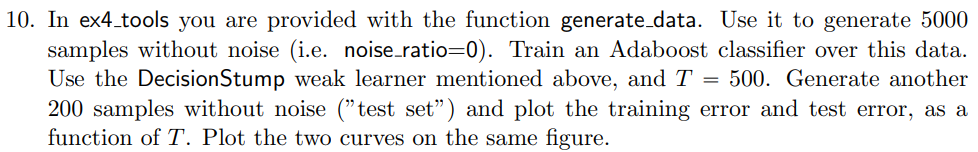 10. In ex4_tools you are provided with the function generate_data. Use it to generate 5000
samples without noise (i.e. noise_ratio=0). Train an Adaboost classifier over this data.
Use the DecisionStump weak learner mentioned above, and T = 500. Generate another
200 samples without noise (”test set”) and plot the training error and test error, as a
function of T. Plot the two curves on the same figure.